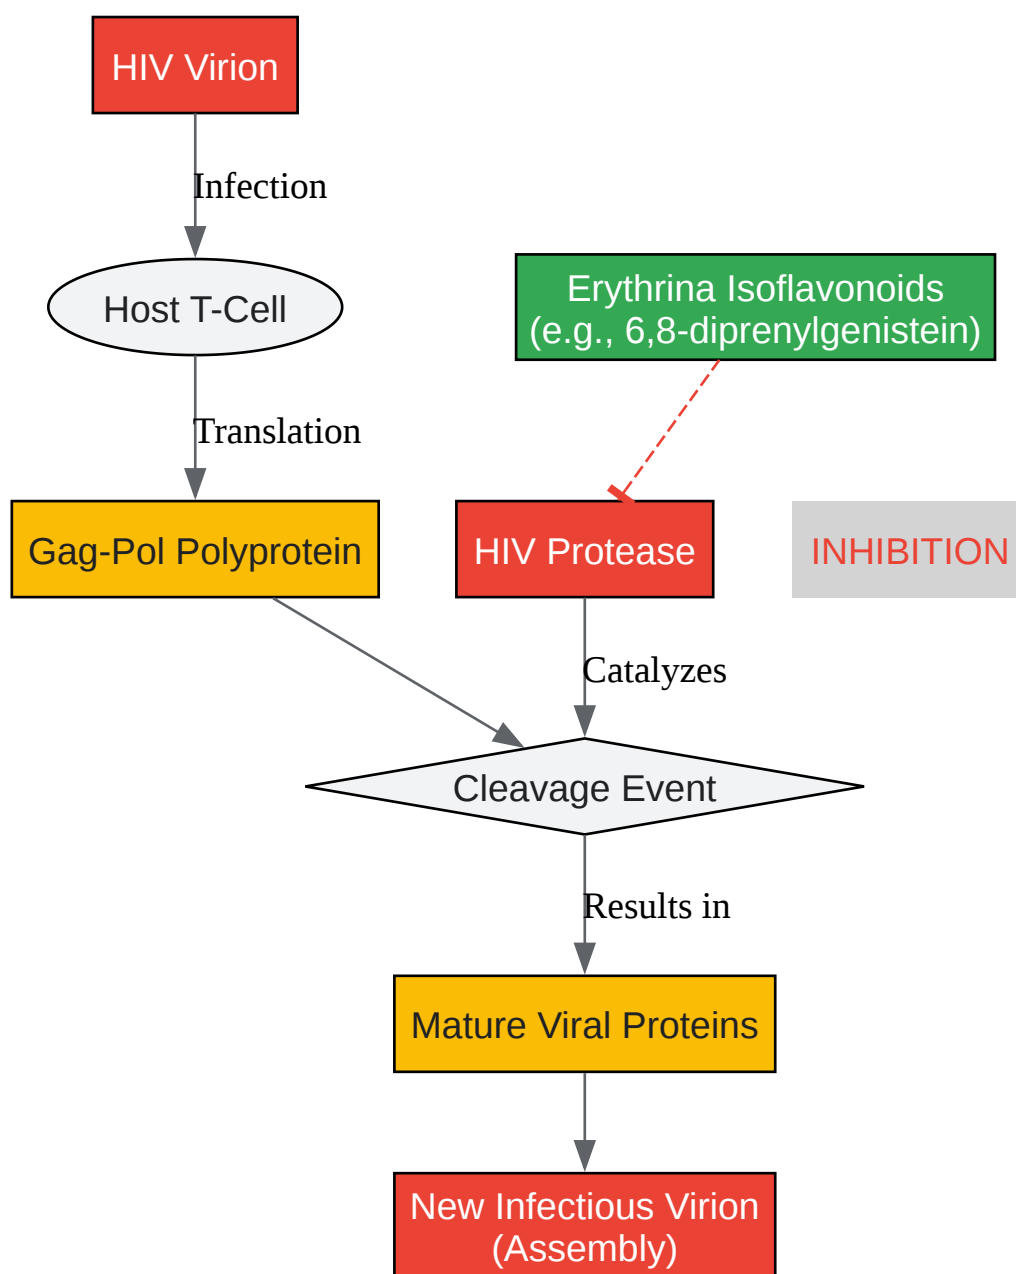 HIV Virion
Infection
Host T-Cell
Erythrina Isoflavonoids
(e.g., 6,8-diprenylgenistein)
Translation
Gag-Pol Polyprotein
HIV Protease
INHIBITION
Catalyzes
Cleavage Event
Results in
Mature Viral Proteins
New Infectious Virion
(Assembly)